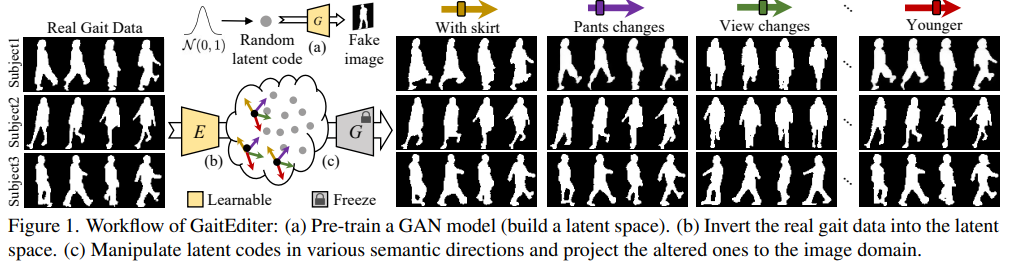 Real Gait Data
Subject1
Subject2
Subject3
N(0,1)
Random
latent code
G
(a)
Fake
image
E
(b)
(c)
G
Learnable
Freeze
With skirt
Pants changes
View changes
Younger
Figure 1. Workflow of GaitEditer: (a) Pre-train a GAN model (build a latent space). (b) Invert the real gait data into the latent
space. (c) Manipulate latent codes in various semantic directions and project the altered ones to the image domain.